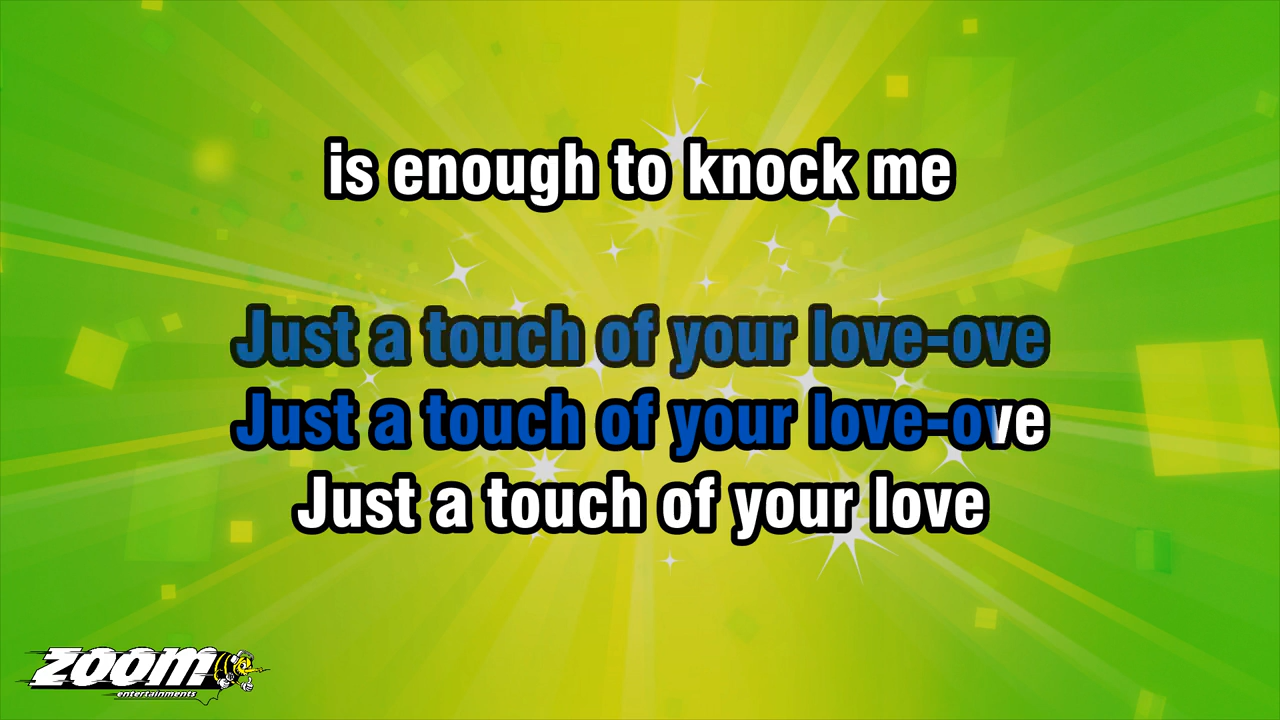 is enough to knock me
Just a touch of your love-ove
Just a touch of your love-ove
Just a touch of your love
ZOOM
entertainments